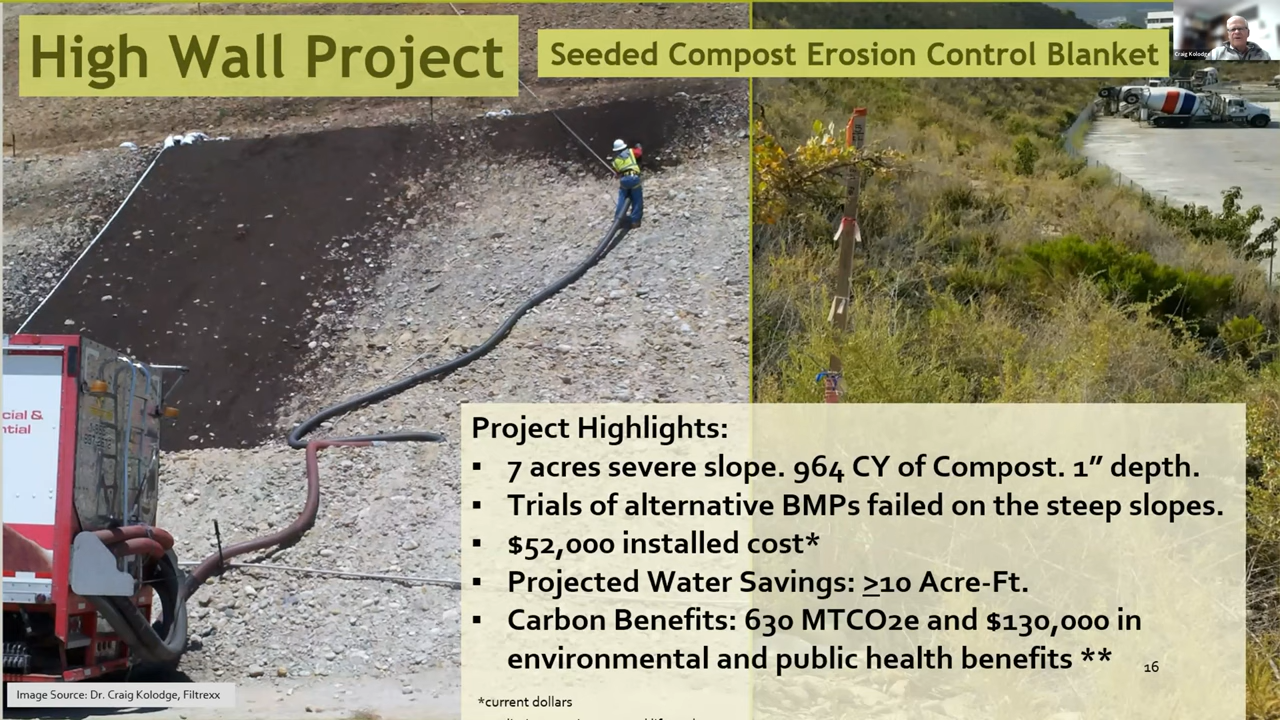 High Wall Project
Seeded Compost Erosion Control Blanket
Craig Kolodge
cial &
ntial
Project Highlights:
▪ 7 acres severe slope. 964 CY of Compost. 1” depth.
▪ Trials of alternative BMPs failed on the steep slopes.
▪ $52,000 installed cost*
▪ Projected Water Savings: ≥10 Acre-Ft.
▪ Carbon Benefits: 630 MTCO2e and $130,000 in
environmental and public health benefits **
16
Image Source: Dr. Craig Kolodge, Filtrexx
*current dollars